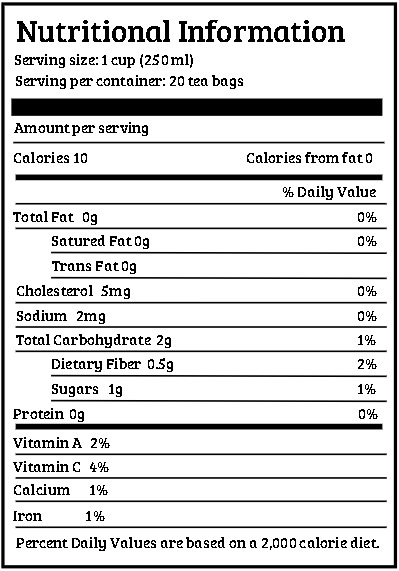 Nutritional Information
Serving size: 1 cup (250 ml)
Serving per container: 20 tea bags
Amount per serving
Calories 10 Calories from fat 0
% Daily Value
Total Fat 0g 0%
Satured Fat 0g 0%
Trans Fat 0g
Cholesterol 5mg 0%
Sodium 2mg 0%
Total Carbohydrate 2g 1%
Dietary Fiber 0.5g 2%
Sugars 1g 1%
Protein 0g 0%
Vitamin A 2%
Vitamin C 4%
Calcium 1%
Iron 1%
Percent Daily Values are based on a 2,000 calorie diet.